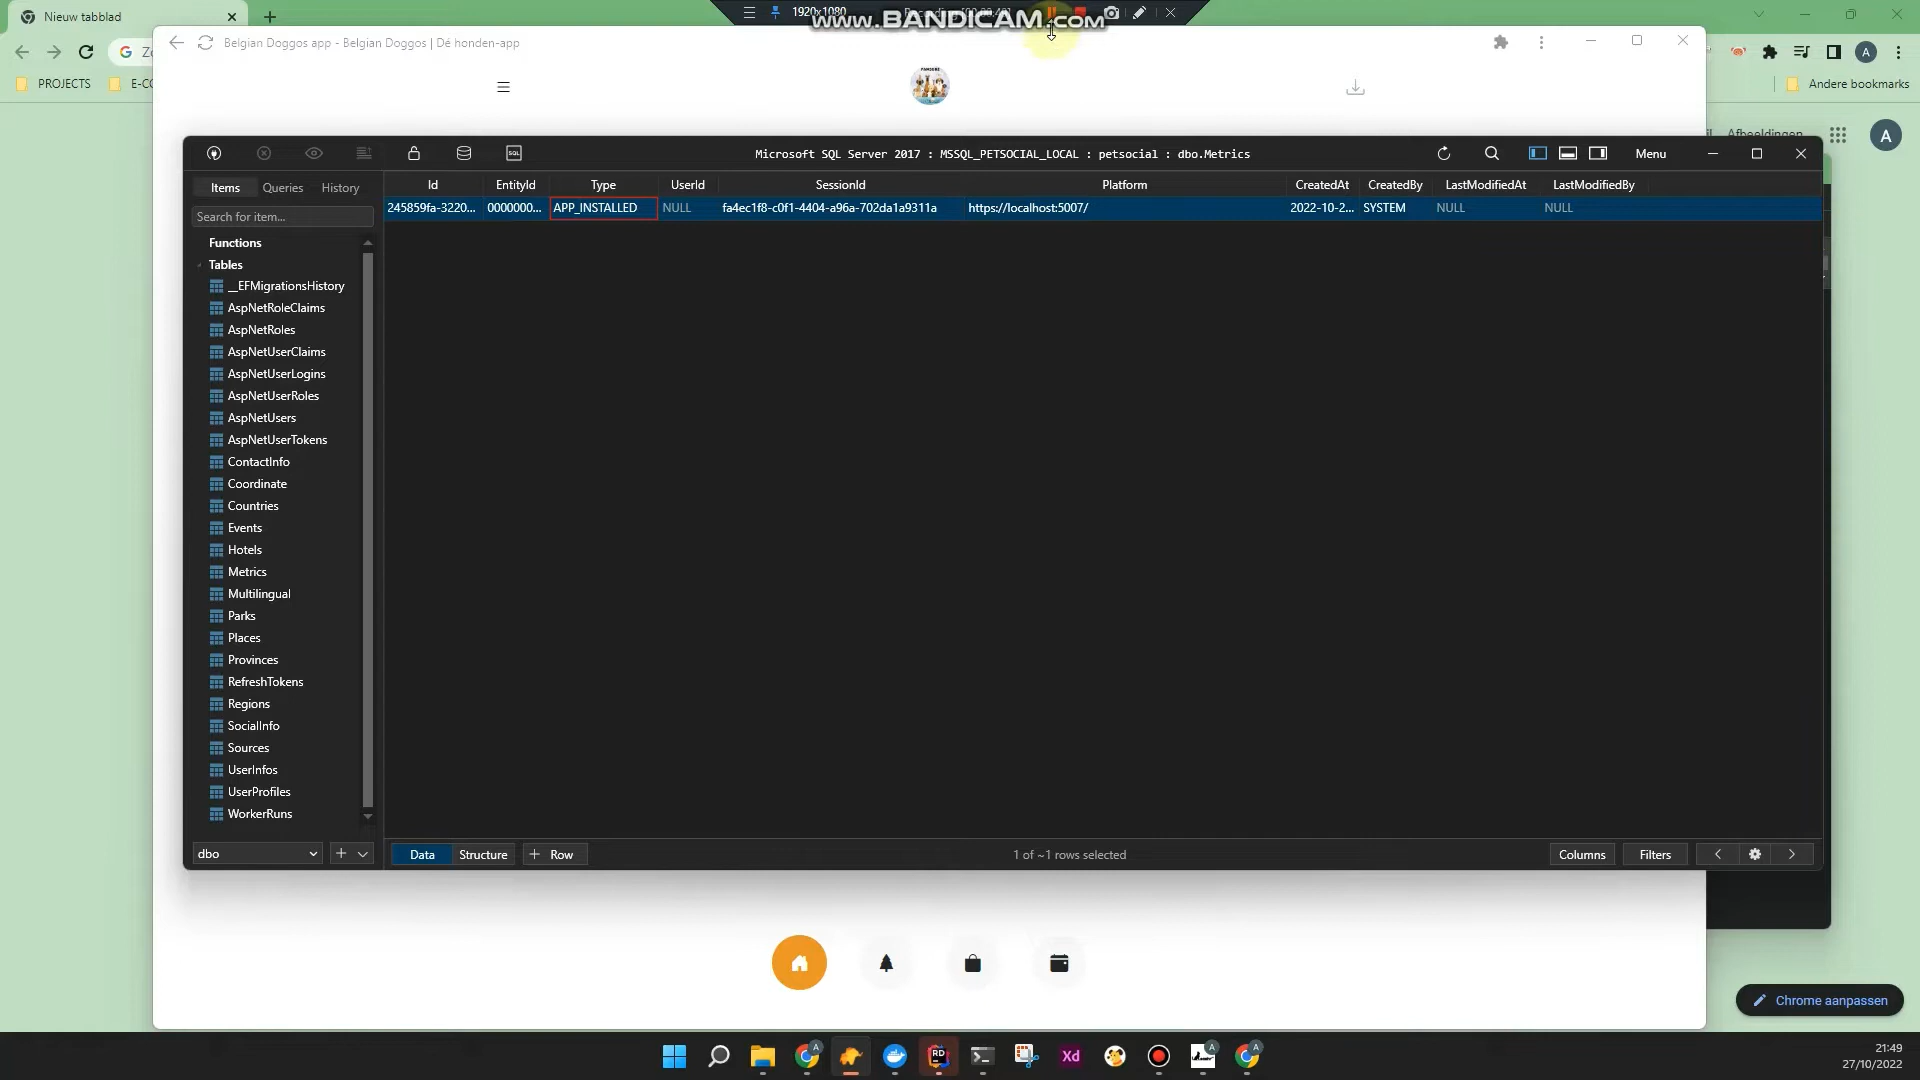 Nieuw tabblad
1920x1080
www.BANDICAM.com
Belgian Doggos app - Belgian Doggos | Dé honden-app
PROJECTS
Andere bookmarks
A
Afbeeldingen
A
Microsoft SQL Server 2017 : MSSQL_PETSOCIAL_LOCAL : petsocial : dbo.Metrics
Menu
SQL
Items Queries History
Id EntityId Type UserId SessionId Platform CreatedAt CreatedBy LastModifiedAt LastModifiedBy
245859fa-3220... 0000000... APP_INSTALLED NULL fa4ec1f8-c0f1-4404-a96a-702da1a9311a https://localhost:5007/ 2022-10-2... SYSTEM NULL NULL
Search for item...
Functions
Tables
__EFMigrationsHistory
AspNetRoleClaims
AspNetRoles
AspNetUserClaims
AspNetUserLogins
AspNetUserRoles
AspNetUsers
AspNetUserTokens
ContactInfo
Coordinate
Countries
Events
Hotels
Metrics
Multilingual
Parks
Places
Provinces
RefreshTokens
Regions
SocialInfo
Sources
UserInfos
UserProfiles
WorkerRuns
dbo
Data Structure + Row
1 of ~1 rows selected
Columns Filters
Chrome aanpassen
RD
Xd
21:49
27/10/2022